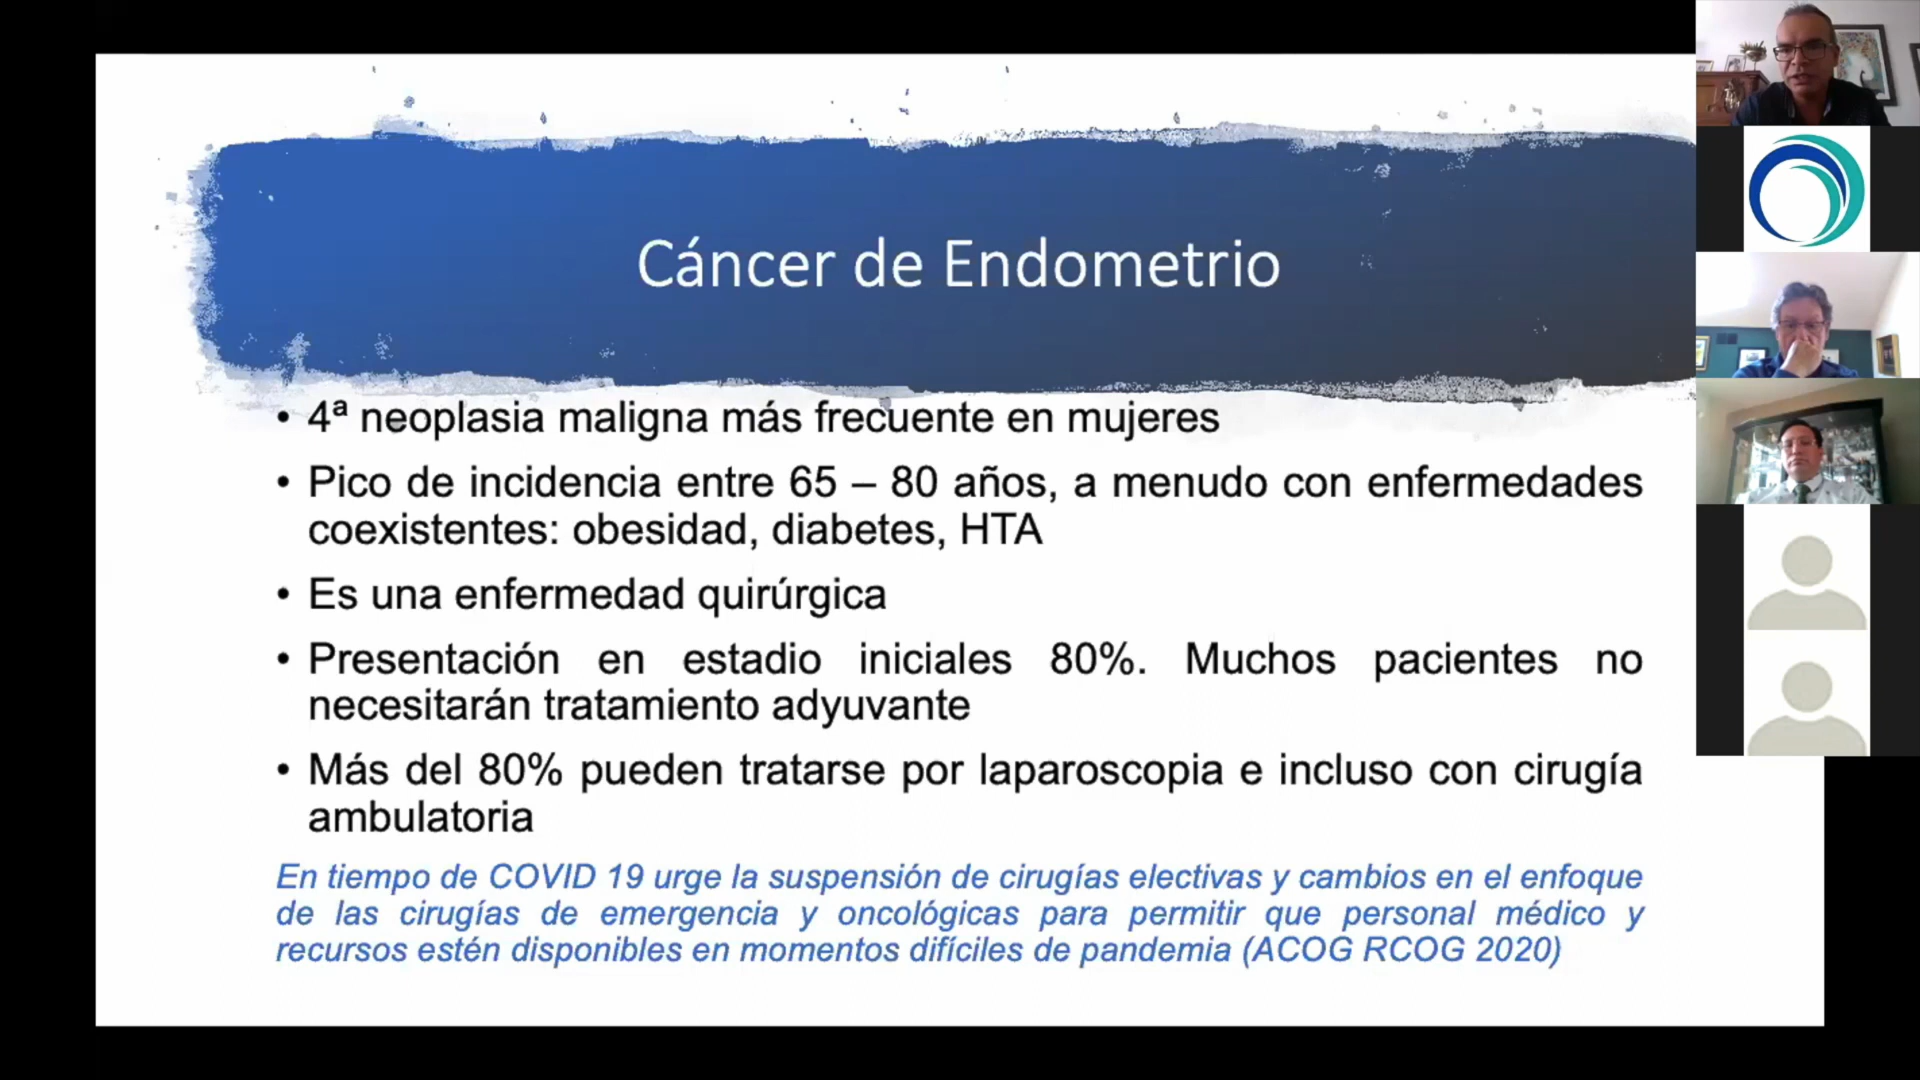 Cáncer de Endometrio
• 4ª neoplasia maligna más frecuente en mujeres
• Pico de incidencia entre 65 – 80 años, a menudo con enfermedades
coexistentes: obesidad, diabetes, HTA
• Es una enfermedad quirúrgica
• Presentación en estadio iniciales 80%. Muchos pacientes no
necesitarán tratamiento adyuvante
• Más del 80% pueden tratarse por laparoscopia e incluso con cirugía
ambulatoria
En tiempo de COVID 19 urge la suspensión de cirugías electivas y cambios en el enfoque
de las cirugías de emergencia y oncológicas para permitir que personal médico y
recursos estén disponibles en momentos difíciles de pandemia (ACOG RCOG 2020)